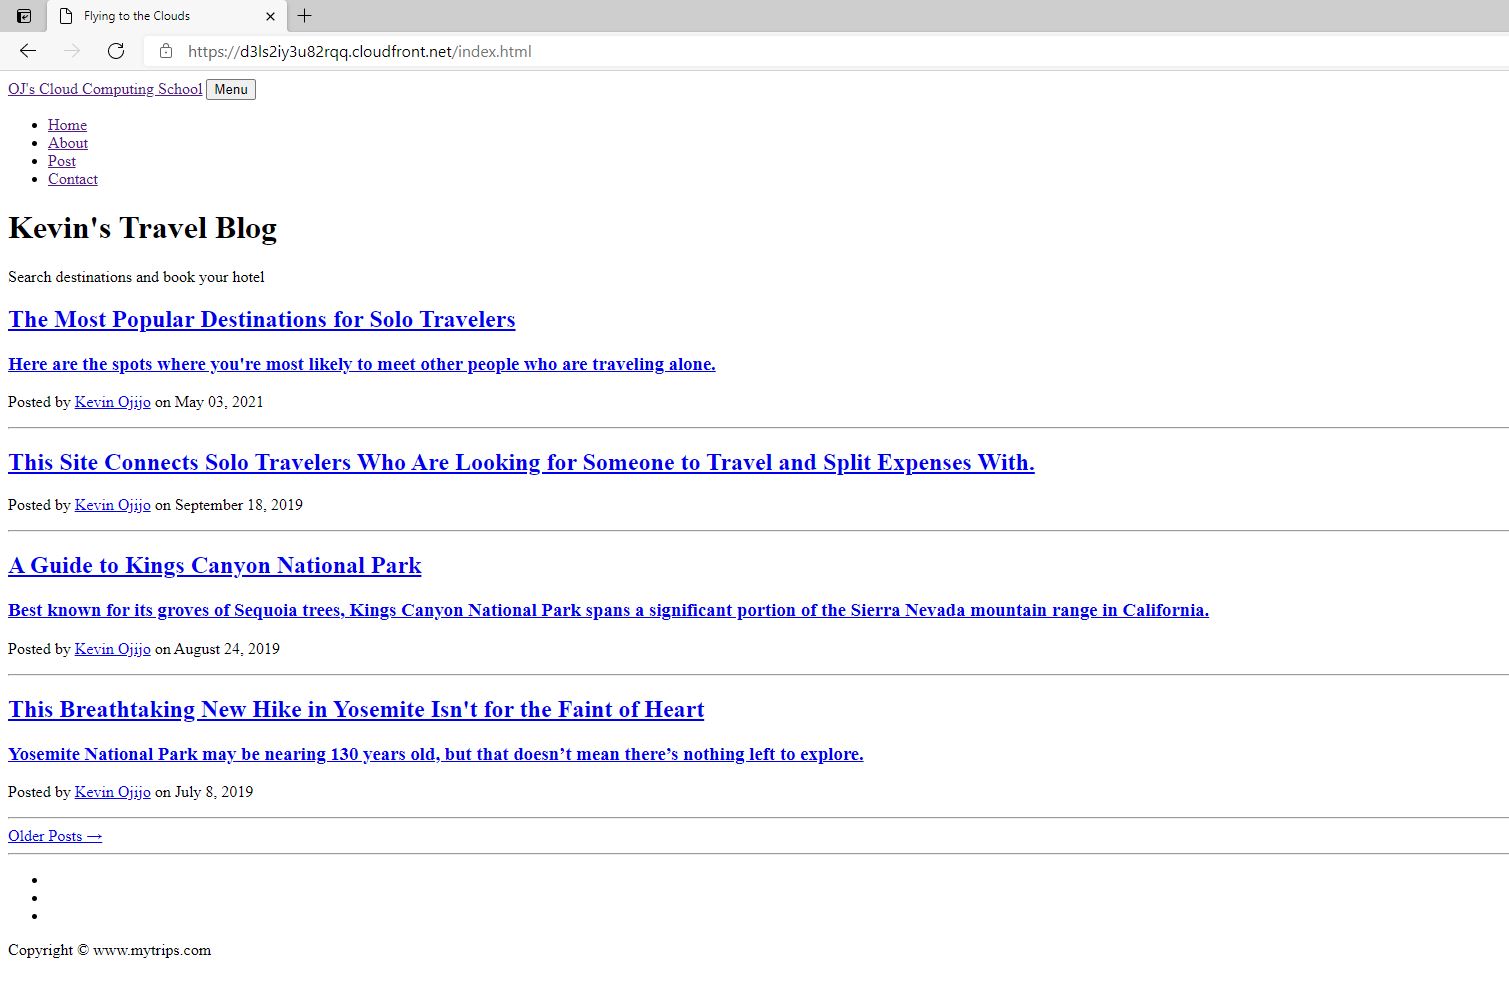 Flying to the Clouds
https://d3ls2iy3u82rqq.cloudfront.net/index.html
OJ's Cloud Computing School Menu
Home
About
Post
Contact
Kevin's Travel Blog
Search destinations and book your hotel
The Most Popular Destinations for Solo Travelers
Here are the spots where you're most likely to meet other people who are traveling alone.
Posted by Kevin Ojijo on May 03, 2021
This Site Connects Solo Travelers Who Are Looking for Someone to Travel and Split Expenses With.
Posted by Kevin Ojijo on September 18, 2019
A Guide to Kings Canyon National Park
Best known for its groves of Sequoia trees, Kings Canyon National Park spans a significant portion of the Sierra Nevada mountain range in California.
Posted by Kevin Ojijo on August 24, 2019
This Breathtaking New Hike in Yosemite Isn't for the Faint of Heart
Yosemite National Park may be nearing 130 years old, but that doesn’t mean there’s nothing left to explore.
Posted by Kevin Ojijo on July 8, 2019
Older Posts →
Copyright © www.mytrips.com